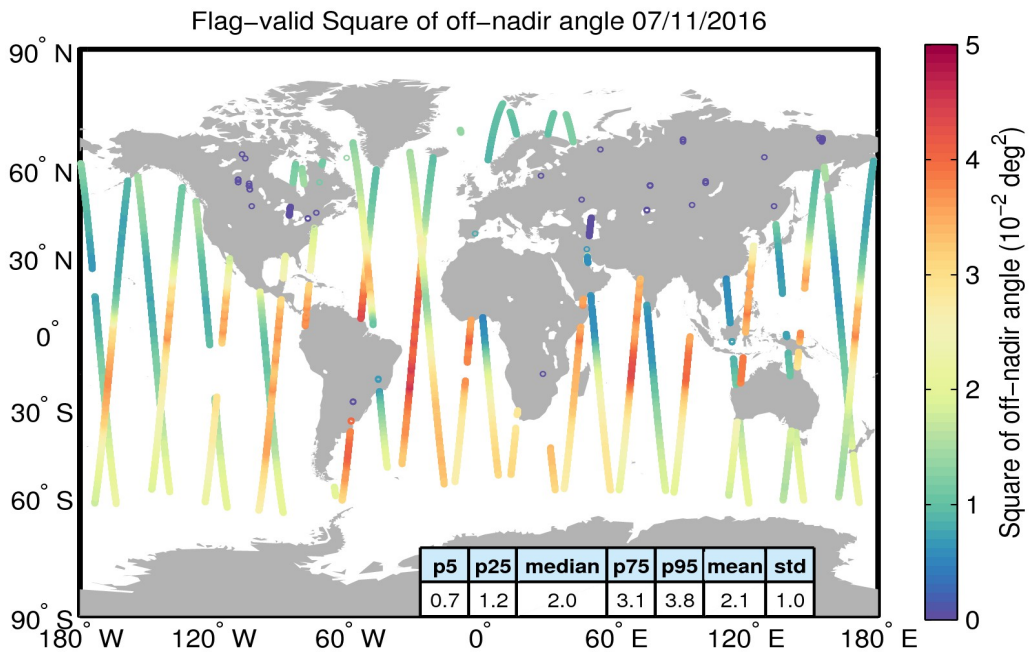 Flag−valid Square of off−nadir angle 07/11/2016
90° N
60° N
30° N
0°
30° S
60° S
90° S
180° W
120° W
60° W
0°
60° E
120° E
180° E
p5 p25 median p75 p95 mean std
0.7 1.2 2.0 3.1 3.8 2.1 1.0
5
4
3
2
1
0
Square of off−nadir angle (10⁻² deg²)